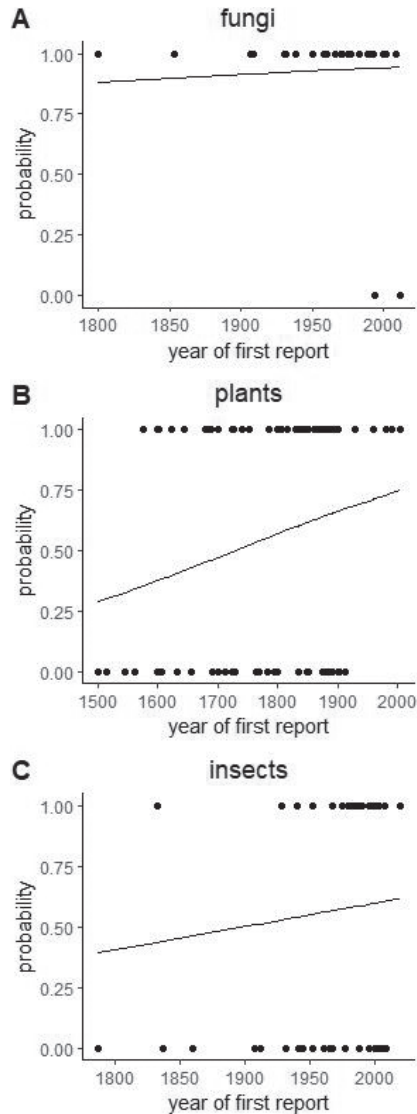 A fungi
1.00
0.75
0.50
0.25
0.00
probability
1800 1850 1900 1950 2000
year of first report
B plants
1.00
0.75
0.50
0.25
0.00
probability
1500 1600 1700 1800 1900 2000
year of first report
C insects
1.00
0.75
0.50
0.25
0.00
probability
1800 1850 1900 1950 2000
year of first report